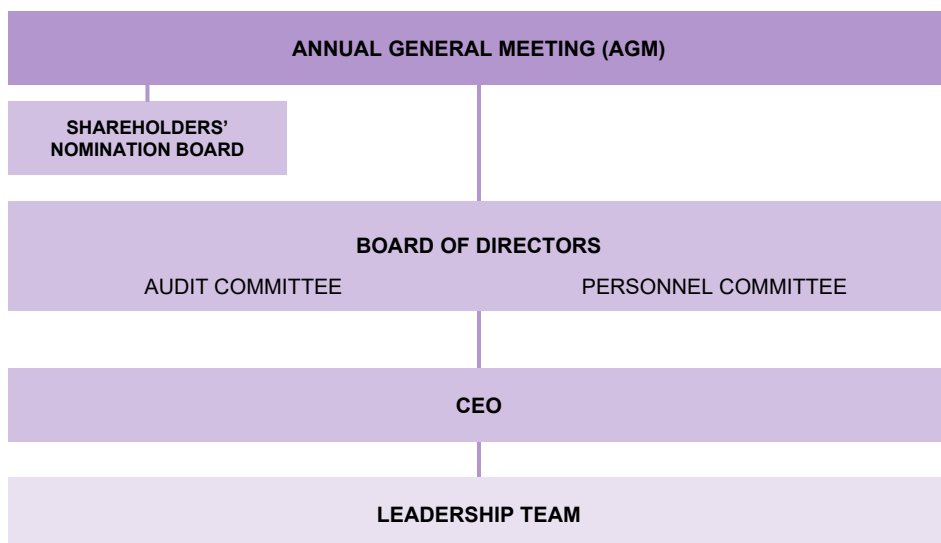 ANNUAL GENERAL MEETING (AGM)
SHAREHOLDERS’
NOMINATION BOARD
BOARD OF DIRECTORS
AUDIT COMMITTEE PERSONNEL COMMITTEE
CEO
LEADERSHIP TEAM